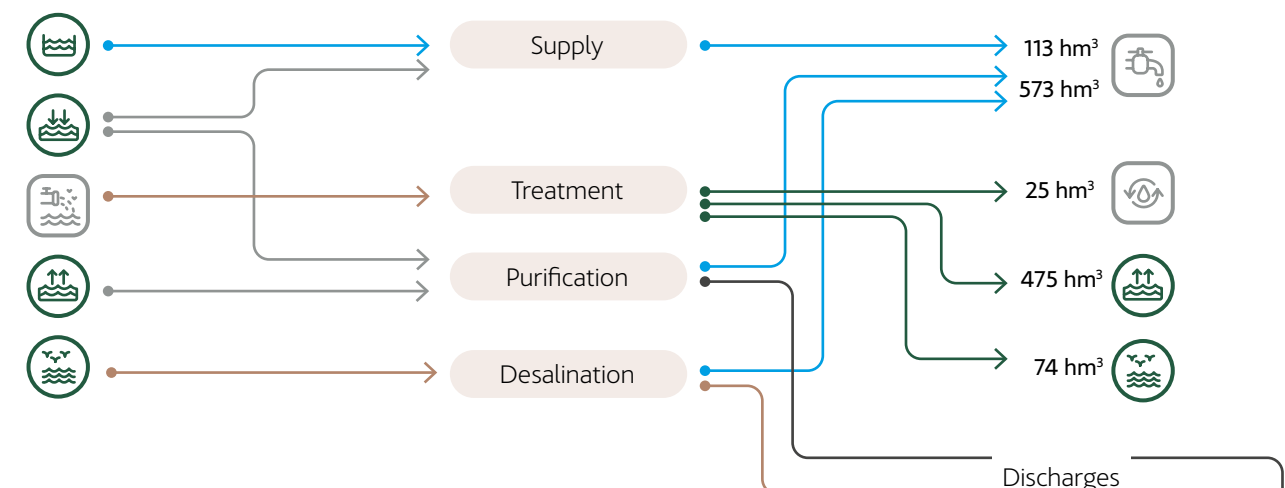 Supply
113 hm³
573 hm³
Treatment
25 hm³
Purification
475 hm³
Desalination
74 hm³
Discharges